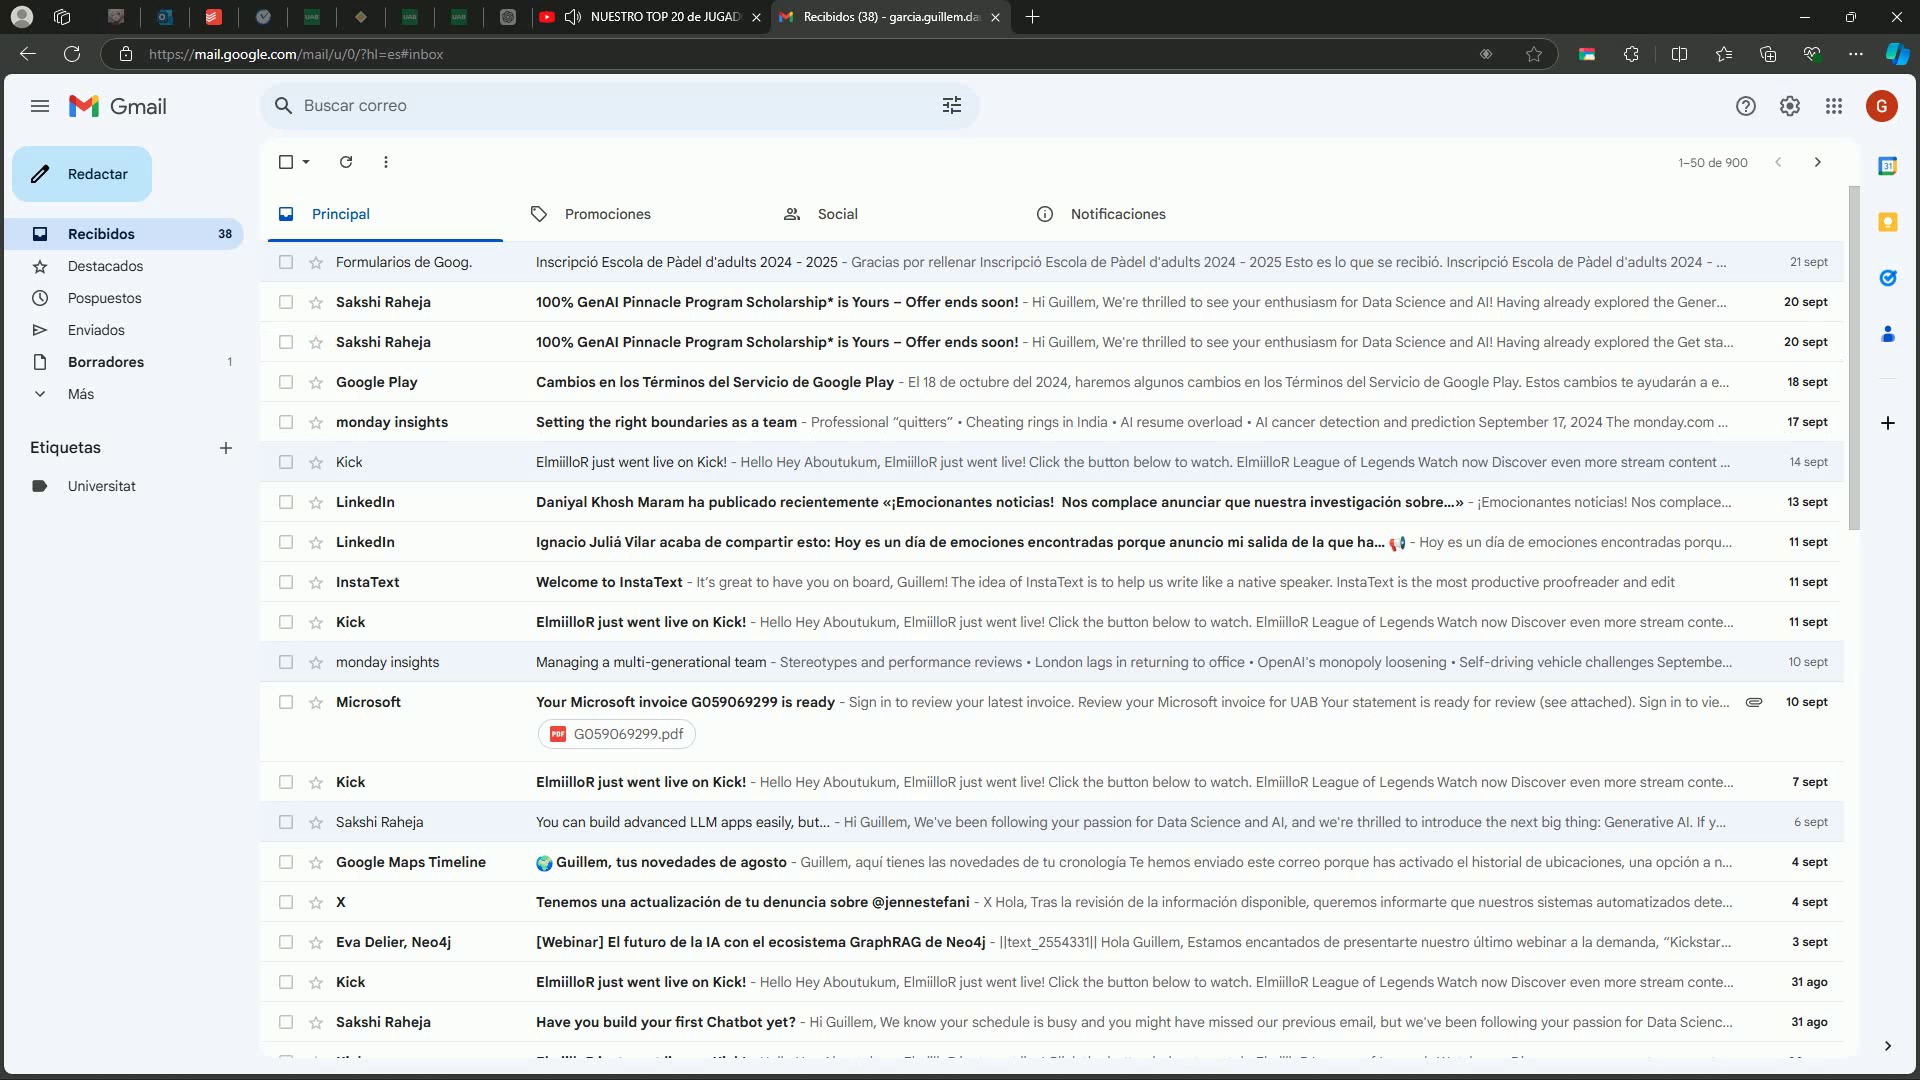 NUESTRO TOP 20 de JUGAD
Recibidos (38) - garcia.guillem.da
https://mail.google.com/mail/u/0/?hl=es#inbox
Gmail
Buscar correo
G
Redactar
1–50 de 900
Principal
Promociones
Social
Notificaciones
Recibidos 38
Destacados
Pospuestos
Enviados
Borradores 1
Más
Etiquetas
Universitat
Formularios de Goog. Inscripció Escola de Pàdel d'adults 2024 - 2025 - Gracias por rellenar Inscripció Escola de Pàdel d'adults 2024 - 2025 Esto es lo que se recibió. Inscripció Escola de Pàdel d'adults 2024 - ... 21 sept
Sakshi Raheja 100% GenAI Pinnacle Program Scholarship* is Yours – Offer ends soon! - Hi Guillem, We're thrilled to see your enthusiasm for Data Science and AI! Having already explored the Gener... 20 sept
Sakshi Raheja 100% GenAI Pinnacle Program Scholarship* is Yours – Offer ends soon! - Hi Guillem, We're thrilled to see your enthusiasm for Data Science and AI! Having already explored the Get sta... 20 sept
Google Play Cambios en los Términos del Servicio de Google Play - El 18 de octubre del 2024, haremos algunos cambios en los Términos del Servicio de Google Play. Estos cambios te ayudarán a e... 18 sept
monday insights Setting the right boundaries as a team - Professional “quitters” • Cheating rings in India • AI resume overload • AI cancer detection and prediction September 17, 2024 The monday.com ... 17 sept
Kick ElmiilloR just went live on Kick! - Hello Hey Aboutukum, ElmiilloR just went live! Click the button below to watch. ElmiilloR League of Legends Watch now Discover even more stream content ... 14 sept
LinkedIn Daniyal Khosh Maram ha publicado recientemente «¡Emocionantes noticias! Nos complace anunciar que nuestra investigación sobre...» - ¡Emocionantes noticias! Nos complace... 13 sept
LinkedIn Ignacio Juliá Vilar acaba de compartir esto: Hoy es un día de emociones encontradas porque anuncio mi salida de la que ha... 📢 - Hoy es un día de emociones encontradas porqu... 11 sept
InstaText Welcome to InstaText - It’s great to have you on board, Guillem! The idea of InstaText is to help us write like a native speaker. InstaText is the most productive proofreader and edit 11 sept
Kick ElmiilloR just went live on Kick! - Hello Hey Aboutukum, ElmiilloR just went live! Click the button below to watch. ElmiilloR League of Legends Watch now Discover even more stream conte... 11 sept
monday insights Managing a multi-generational team - Stereotypes and performance reviews • London lags in returning to office • OpenAI's monopoly loosening • Self-driving vehicle challenges Septembe... 10 sept
Microsoft Your Microsoft invoice G059069299 is ready - Sign in to review your latest invoice. Review your Microsoft invoice for UAB Your statement is ready for review (see attached). Sign in to vie... 10 sept
PDF G059069299.pdf
Kick ElmiilloR just went live on Kick! - Hello Hey Aboutukum, ElmiilloR just went live! Click the button below to watch. ElmiilloR League of Legends Watch now Discover even more stream conte... 7 sept
Sakshi Raheja You can build advanced LLM apps easily, but... - Hi Guillem, We've been following your passion for Data Science and AI, and we're thrilled to introduce the next big thing: Generative AI. If y... 6 sept
Google Maps Timeline 🌍 Guillem, tus novedades de agosto - Guillem, aquí tienes las novedades de tu cronología Te hemos enviado este correo porque has activado el historial de ubicaciones, una opción a n... 4 sept
X Tenemos una actualización de tu denuncia sobre @jennestefani - X Hola, Tras la revisión de la información disponible, queremos informarte que nuestros sistemas automatizados dete... 4 sept
Eva Delier, Neo4j [Webinar] El futuro de la IA con el ecosistema GraphRAG de Neo4j - ||text_2554331|| Hola Guillem, Estamos encantados de presentarte nuestro último webinar a la demanda, “Kickstar... 3 sept
Kick ElmiilloR just went live on Kick! - Hello Hey Aboutukum, ElmiilloR just went live! Click the button below to watch. ElmiilloR League of Legends Watch now Discover even more stream conte... 31 ago
Sakshi Raheja Have you build your first Chatbot yet? - Hi Guillem, We know your schedule is busy and you might have missed our previous email, but we've been following your passion for Data Scienc... 31 ago